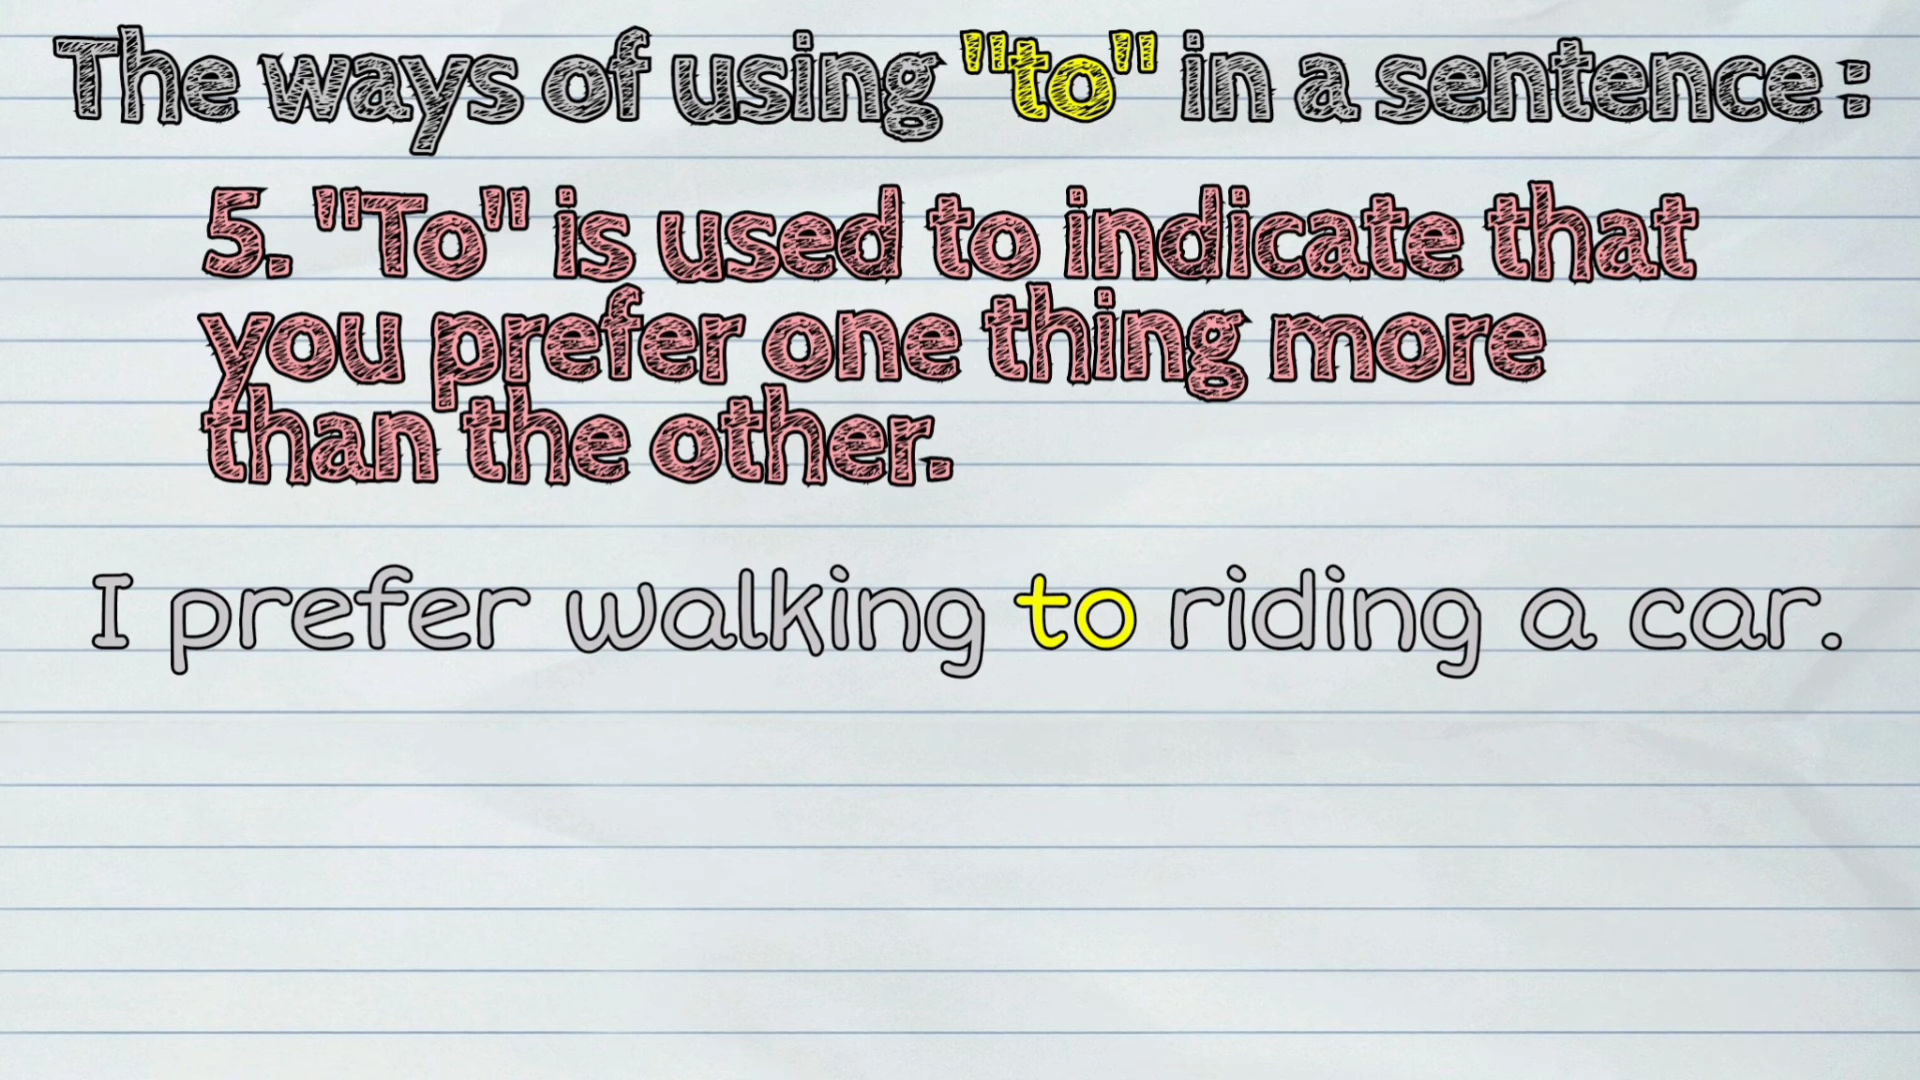 The ways of using "to" in a sentence :
5. "To" is used to indicate that
you prefer one thing more
than the other.
I prefer walking to riding a car.